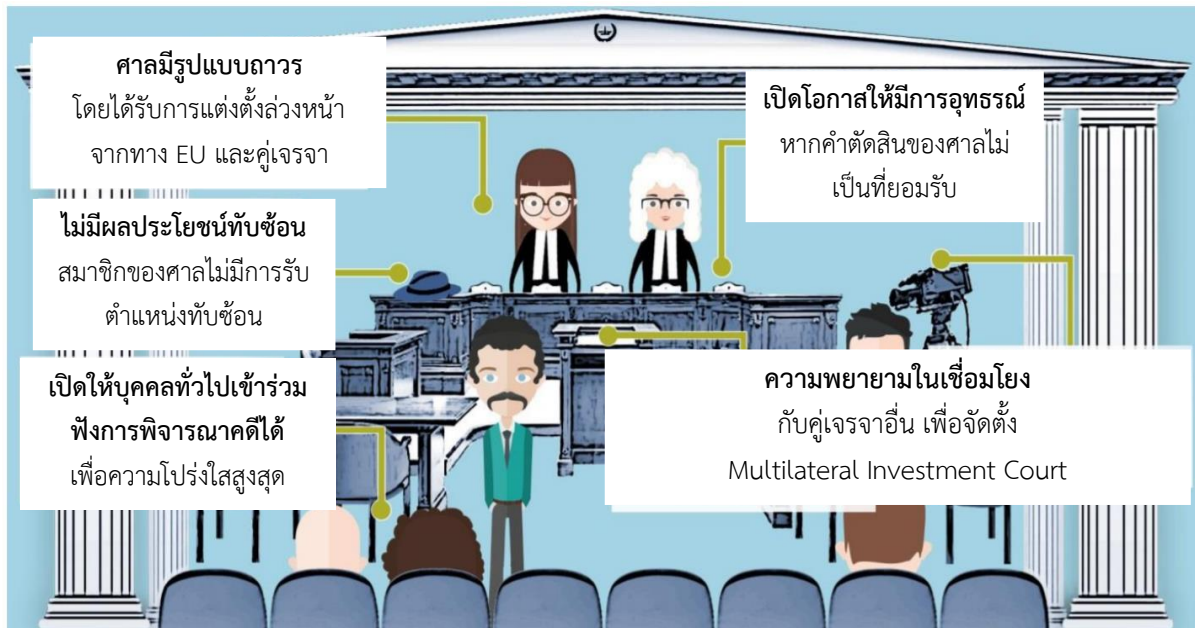 ศาลมีรูปแบบถาวร
โดยได้รับการแต่งตั้งล่วงหน้า
จากทาง EU และคู่เจรจา
ไม่มีผลประโยชน์ทับซ้อน
สมาชิกของศาลไม่มีการรับ
ตำแหน่งทับซ้อน
เปิดให้บุคคลทั่วไปเข้าร่วม
ฟังการพิจารณาคดีได้
เพื่อความโปร่งใสสูงสุด
เปิดโอกาสให้มีการอุทธรณ์
หากคำตัดสินของศาลไม่
เป็นที่ยอมรับ
ความพยายามในเชื่อมโยง
กับคู่เจรจาอื่น เพื่อจัดตั้ง
Multilateral Investment Court